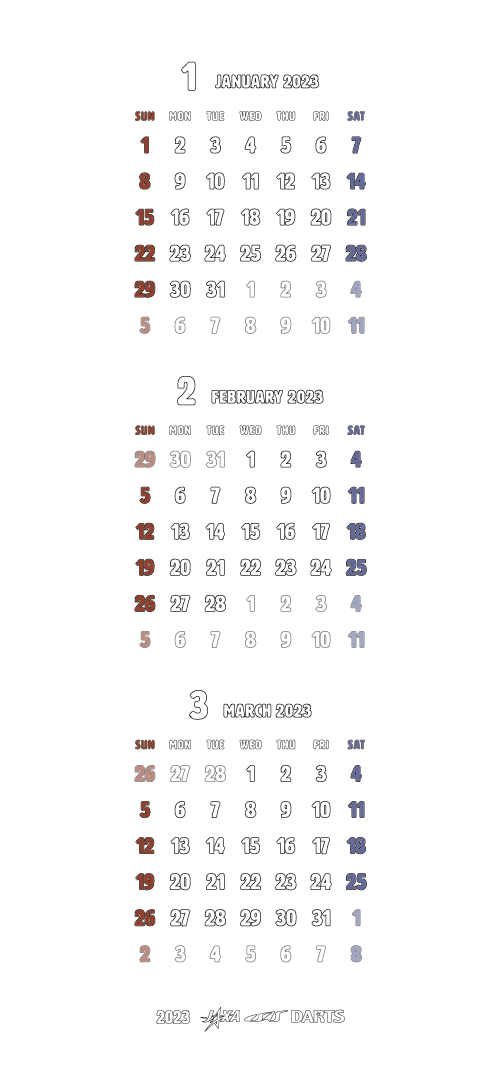 1 JANUARY 2023
SUN MON TUE WED THU FRI SAT
1 2 3 4 5 6 7
8 9 10 11 12 13 14
15 16 17 18 19 20 21
22 23 24 25 26 27 28
29 30 31 1 2 3 4
5 6 7 8 9 10 11
2 FEBRUARY 2023
SUN MON TUE WED THU FRI SAT
29 30 31 1 2 3 4
5 6 7 8 9 10 11
12 13 14 15 16 17 18
19 20 21 22 23 24 25
26 27 28 1 2 3 4
5 6 7 8 9 10 11
3 MARCH 2023
SUN MON TUE WED THU FRI SAT
26 27 28 1 2 3 4
5 6 7 8 9 10 11
12 13 14 15 16 17 18
19 20 21 22 23 24 25
26 27 28 29 30 31 1
2 3 4 5 6 7 8
2023 JAXA DARTS